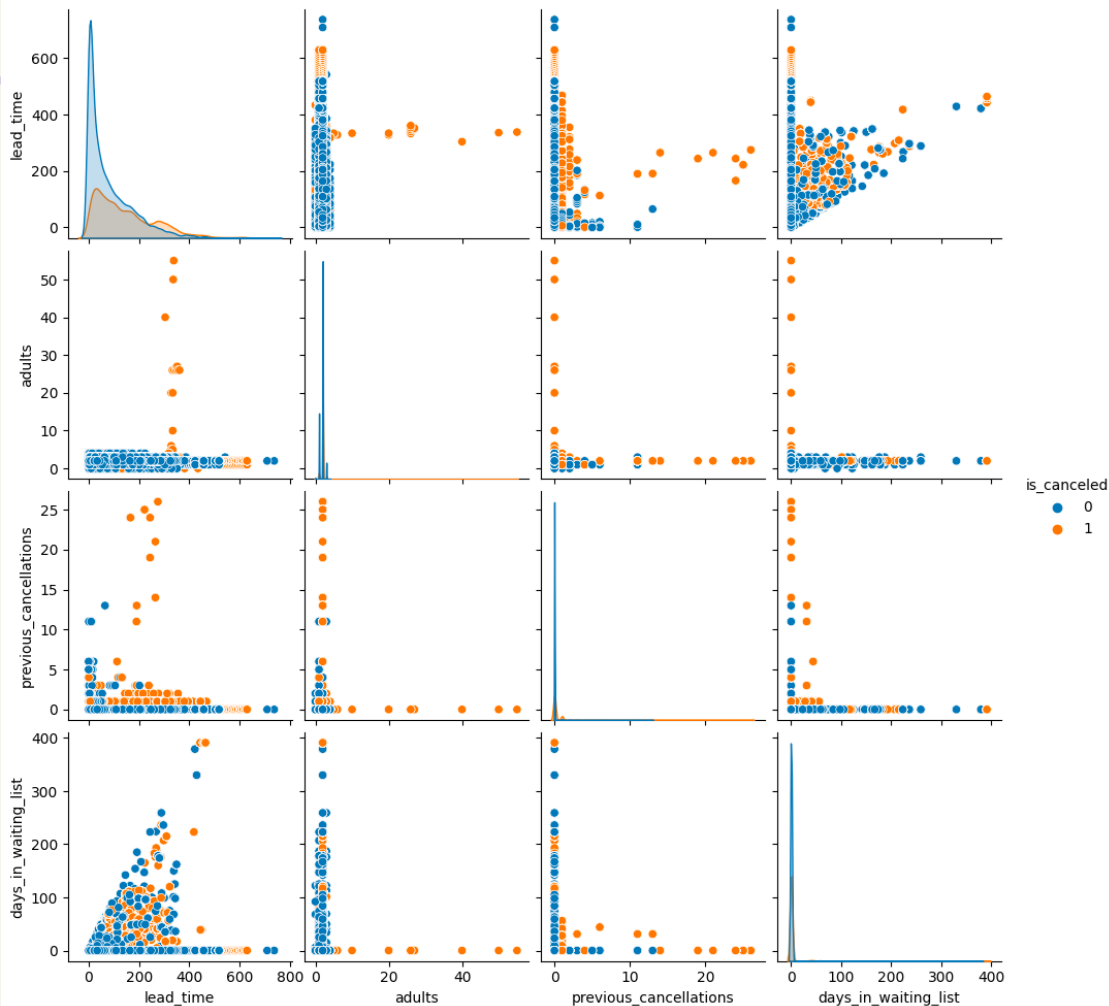 lead_time
600
400
200
0
adults
50
40
30
20
10
0
previous_cancellations
25
20
15
10
5
0
days_in_waiting_list
400
300
200
100
0
0 200 400 600 800
0 20 40
0 10 20
0 100 200 300 400
lead_time adults previous_cancellations days_in_waiting_list
is_canceled
0
1